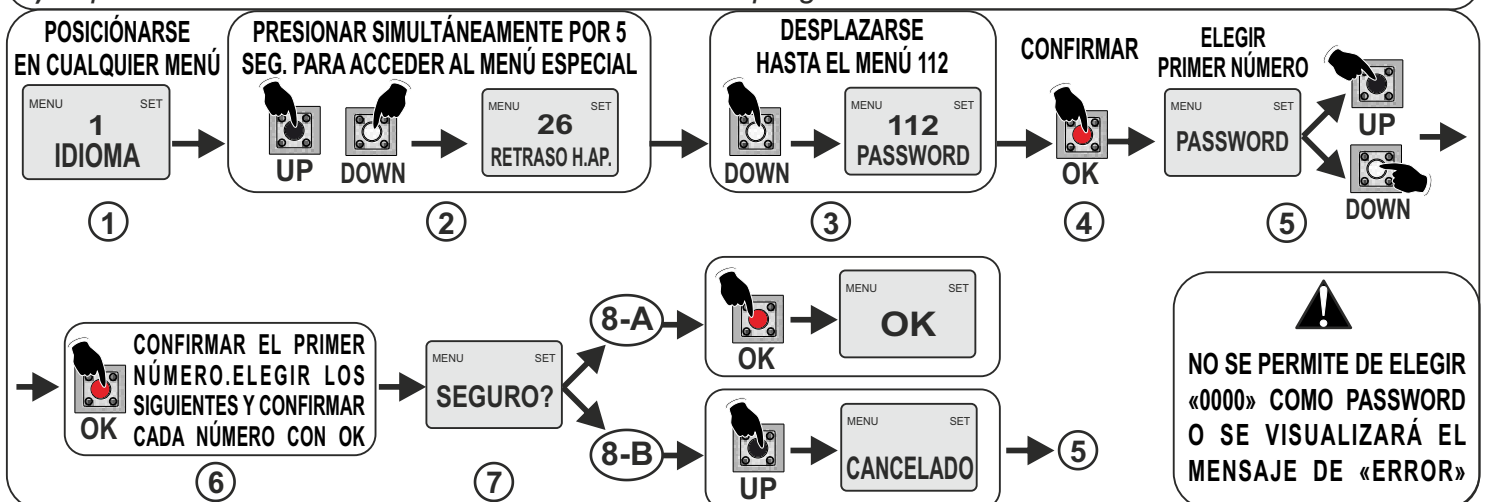 POSICIÓNARSE
EN CUALQUIER MENÚ
MENU SET
1
IDIOMA
1
PRESIONAR SIMULTÁNEAMENTE POR 5
SEG. PARA ACCEDER AL MENÚ ESPECIAL
UP
DOWN
MENU SET
26
RETRASO H.AP.
2
DESPLAZARSE
HASTA EL MENÚ 112
DOWN
MENU SET
112
PASSWORD
3
CONFIRMAR
OK
4
ELEGIR
PRIMER NÚMERO
MENU SET
PASSWORD
UP
DOWN
5
OK
CONFIRMAR EL PRIMER
NÚMERO.ELEGIR LOS
SIGUIENTES Y CONFIRMAR
CADA NÚMERO CON OK
6
MENU SET
SEGURO?
7
8-A
OK
MENU SET
OK
8-B
UP
MENU SET
CANCELADO
5
NO SE PERMITE DE ELEGIR
«0000» COMO PASSWORD
O SE VISUALIZARÁ EL
MENSAJE DE «ERROR»